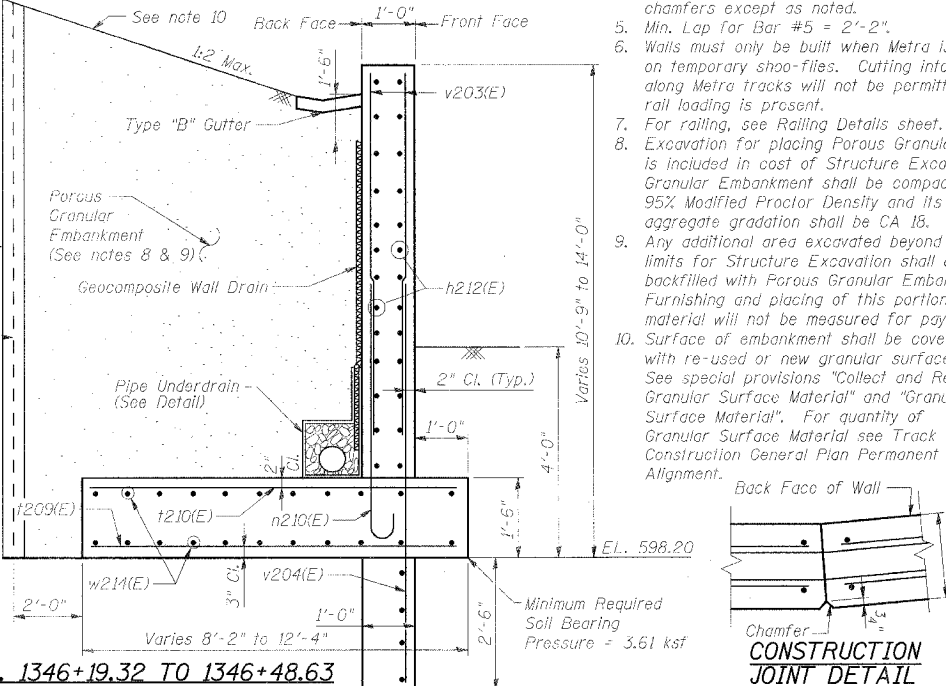 See note 10
Back Face
1'-0"
Front Face
1:2 Max.
1'-6"
v203(E)
Type "B" Gutter
Porous
Granular
Embankment
(See notes 8 & 9)
Geocomposite Wall Drain
h212(E)
Varies 10'-9" to 14'-0"
Pipe Underdrain
(See Detail)
2" Cl. (Typ.)
1'-0"
4'-0"
2" Cl.
t209(E)
t210(E)
n210(E)
1'-6"
EL. 598.20
w214(E)
3" Cl.
v204(E)
2'-0"
1'-0"
2'-6"
Minimum Required
Soil Bearing
Pressure = 3.61 ksf
Varies 8'-2" to 12'-4"
. 1346+19.32 TO 1346+48.63
chamfers except as noted.
5. Min. Lap for Bar #5 = 2'-2".
6. Walls must only be built when Metra is
on temporary shoo-flies. Cutting into
along Metra tracks will not be permitt
rail loading is present.
7. For railing, see Railing Details sheet.
8. Excavation for placing Porous Granula
is included in cost of Structure Exca
Granular Embankment shall be compac
95% Modified Proctor Density and its
aggregate gradation shall be CA 18.
9. Any additional area excavated beyond
limits for Structure Excavation shall
backfilled with Porous Granular Emban
Furnishing and placing of this portion
material will not be measured for pay
10. Surface of embankment shall be cove
with re-used or new granular surface
See special provisions "Collect and Re
Granular Surface Material" and "Granu
Surface Material". For quantity of
Granular Surface Material see Track
Construction General Plan Permanent
Alignment.
Back Face of Wall
3/4"
Chamfer
CONSTRUCTION
JOINT DETAIL